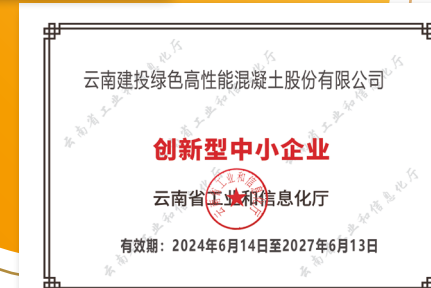 云南建投绿色高性能混凝土股份有限公司
创新型中小企业
云南省工业和信息化厅
有效期：2024年6月14日至2027年6月13日